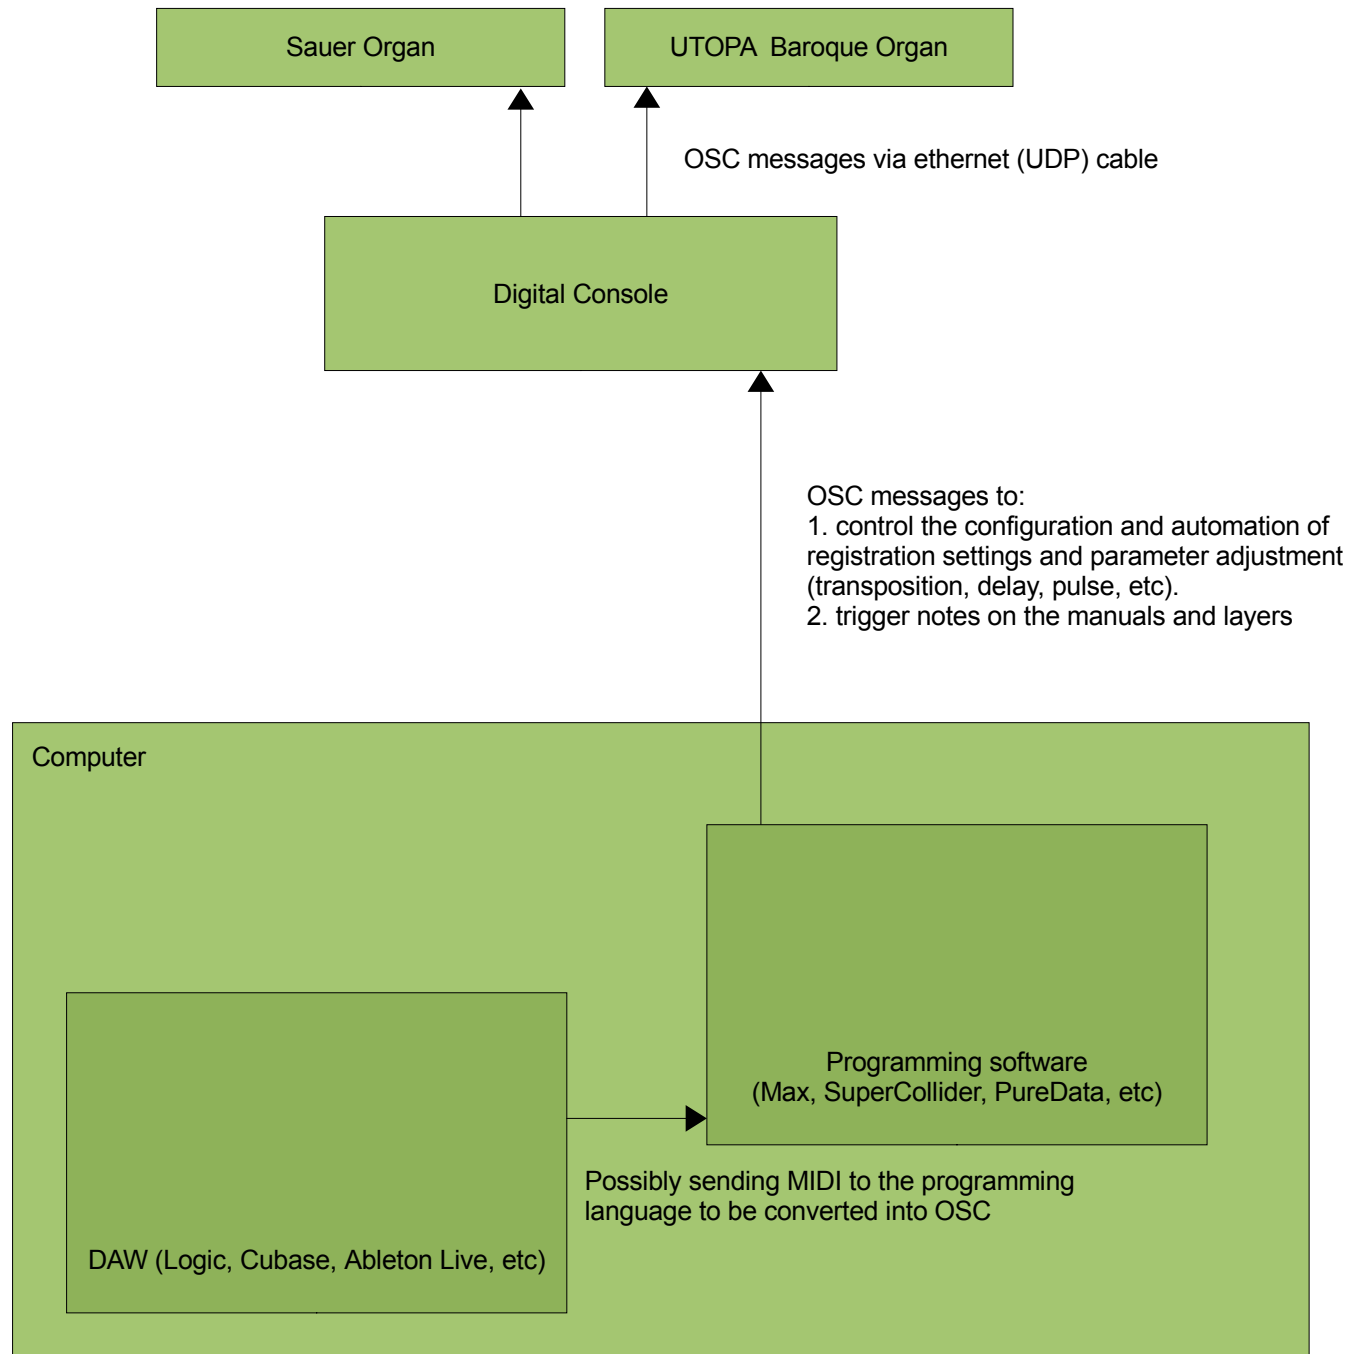 Sauer Organ
UTOPA  Baroque Organ
OSC messages via ethernet (UDP) cable
Digital Console
OSC messages to:
1. control the configuration and automation of
registration settings and parameter adjustment
(transposition, delay, pulse, etc).
2. trigger notes on the manuals and layers
Computer
Programming software
(Max, SuperCollider, PureData, etc)
Possibly sending MIDI to the programming
language to be converted into OSC
DAW (Logic, Cubase, Ableton Live, etc)